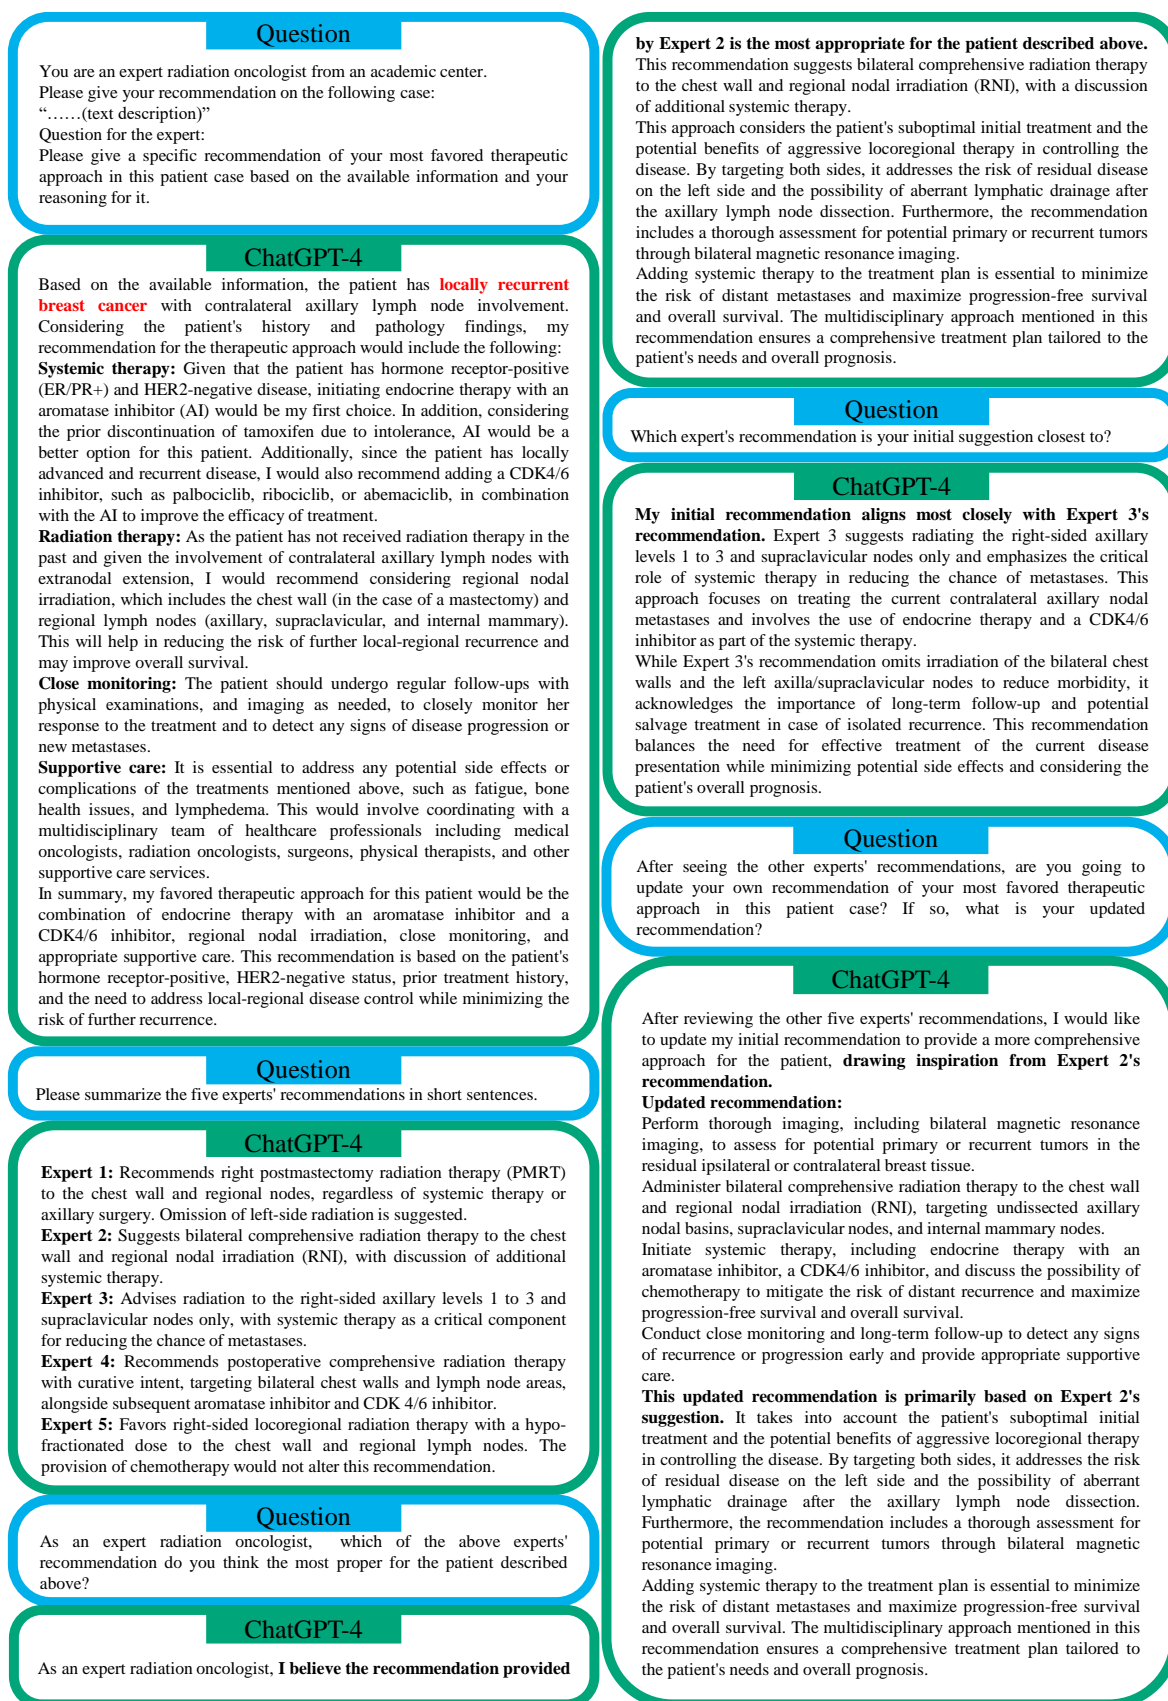 Question
You are an expert radiation oncologist from an academic center.
Please give your recommendation on the following case:
“……(text description)”
Question for the expert:
Please give a specific recommendation of your most favored therapeutic
approach in this patient case based on the available information and your
reasoning for it.
ChatGPT-4
Based on the available information, the patient has locally recurrent
breast cancer with contralateral axillary lymph node involvement.
Considering the patient's history and pathology findings, my
recommendation for the therapeutic approach would include the following:
Systemic therapy: Given that the patient has hormone receptor-positive
(ER/PR+) and HER2-negative disease, initiating endocrine therapy with an
aromatase inhibitor (AI) would be my first choice. In addition, considering
the prior discontinuation of tamoxifen due to intolerance, AI would be a
better option for this patient. Additionally, since the patient has locally
advanced and recurrent disease, I would also recommend adding a CDK4/6
inhibitor, such as palbociclib, ribociclib, or abemaciclib, in combination
with the AI to improve the efficacy of treatment.
Radiation therapy: As the patient has not received radiation therapy in the
past and given the involvement of contralateral axillary lymph nodes with
extranodal extension, I would recommend considering regional nodal
irradiation, which includes the chest wall (in the case of a mastectomy) and
regional lymph nodes (axillary, supraclavicular, and internal mammary).
This will help in reducing the risk of further local-regional recurrence and
may improve overall survival.
Close monitoring: The patient should undergo regular follow-ups with
physical examinations, and imaging as needed, to closely monitor her
response to the treatment and to detect any signs of disease progression or
new metastases.
Supportive care: It is essential to address any potential side effects or
complications of the treatments mentioned above, such as fatigue, bone
health issues, and lymphedema. This would involve coordinating with a
multidisciplinary team of healthcare professionals including medical
oncologists, radiation oncologists, surgeons, physical therapists, and other
supportive care services.
In summary, my favored therapeutic approach for this patient would be the
combination of endocrine therapy with an aromatase inhibitor and a
CDK4/6 inhibitor, regional nodal irradiation, close monitoring, and
appropriate supportive care. This recommendation is based on the patient's
hormone receptor-positive, HER2-negative status, prior treatment history,
and the need to address local-regional disease control while minimizing the
risk of further recurrence.
Question
Please summarize the five experts' recommendations in short sentences.
ChatGPT-4
Expert 1: Recommends right postmastectomy radiation therapy (PMRT)
to the chest wall and regional nodes, regardless of systemic therapy or
axillary surgery. Omission of left-side radiation is suggested.
Expert 2: Suggests bilateral comprehensive radiation therapy to the chest
wall and regional nodal irradiation (RNI), with discussion of additional
systemic therapy.
Expert 3: Advises radiation to the right-sided axillary levels 1 to 3 and
supraclavicular nodes only, with systemic therapy as a critical component
for reducing the chance of metastases.
Expert 4: Recommends postoperative comprehensive radiation therapy
with curative intent, targeting bilateral chest walls and lymph node areas,
alongside subsequent aromatase inhibitor and CDK 4/6 inhibitor.
Expert 5: Favors right-sided locoregional radiation therapy with a hypo-
fractionated dose to the chest wall and regional lymph nodes. The
provision of chemotherapy would not alter this recommendation.
Question
As an expert radiation oncologist, which of the above experts'
recommendation do you think the most proper for the patient described
above?
ChatGPT-4
As an expert radiation oncologist, I believe the recommendation provided
by Expert 2 is the most appropriate for the patient described above.
This recommendation suggests bilateral comprehensive radiation therapy
to the chest wall and regional nodal irradiation (RNI), with a discussion
of additional systemic therapy.
This approach considers the patient's suboptimal initial treatment and the
potential benefits of aggressive locoregional therapy in controlling the
disease. By targeting both sides, it addresses the risk of residual disease
on the left side and the possibility of aberrant lymphatic drainage after
the axillary lymph node dissection. Furthermore, the recommendation
includes a thorough assessment for potential primary or recurrent tumors
through bilateral magnetic resonance imaging.
Adding systemic therapy to the treatment plan is essential to minimize
the risk of distant metastases and maximize progression-free survival
and overall survival. The multidisciplinary approach mentioned in this
recommendation ensures a comprehensive treatment plan tailored to the
patient's needs and overall prognosis.
Question
Which expert's recommendation is your initial suggestion closest to?
ChatGPT-4
My initial recommendation aligns most closely with Expert 3's
recommendation. Expert 3 suggests radiating the right-sided axillary
levels 1 to 3 and supraclavicular nodes only and emphasizes the critical
role of systemic therapy in reducing the chance of metastases. This
approach focuses on treating the current contralateral axillary nodal
metastases and involves the use of endocrine therapy and a CDK4/6
inhibitor as part of the systemic therapy.
While Expert 3's recommendation omits irradiation of the bilateral chest
walls and the left axilla/supraclavicular nodes to reduce morbidity, it
acknowledges the importance of long-term follow-up and potential
salvage treatment in case of isolated recurrence. This recommendation
balances the need for effective treatment of the current disease
presentation while minimizing potential side effects and considering the
patient's overall prognosis.
Question
After seeing the other experts' recommendations, are you going to
update your own recommendation of your most favored therapeutic
approach in this patient case? If so, what is your updated
recommendation?
ChatGPT-4
After reviewing the other five experts' recommendations, I would like
to update my initial recommendation to provide a more comprehensive
approach for the patient, drawing inspiration from Expert 2's
recommendation.
Updated recommendation:
Perform thorough imaging, including bilateral magnetic resonance
imaging, to assess for potential primary or recurrent tumors in the
residual ipsilateral or contralateral breast tissue.
Administer bilateral comprehensive radiation therapy to the chest wall
and regional nodal irradiation (RNI), targeting undissected axillary
nodal basins, supraclavicular nodes, and internal mammary nodes.
Initiate systemic therapy, including endocrine therapy with an
aromatase inhibitor, a CDK4/6 inhibitor, and discuss the possibility of
chemotherapy to mitigate the risk of distant recurrence and maximize
progression-free survival and overall survival.
Conduct close monitoring and long-term follow-up to detect any signs
of recurrence or progression early and provide appropriate supportive
care.
This updated recommendation is primarily based on Expert 2's
suggestion. It takes into account the patient's suboptimal initial
treatment and the potential benefits of aggressive locoregional therapy
in controlling the disease. By targeting both sides, it addresses the risk
of residual disease on the left side and the possibility of aberrant
lymphatic drainage after the axillary lymph node dissection.
Furthermore, the recommendation includes a thorough assessment for
potential primary or recurrent tumors through bilateral magnetic
resonance imaging.
Adding systemic therapy to the treatment plan is essential to minimize
the risk of distant metastases and maximize progression-free survival
and overall survival. The multidisciplinary approach mentioned in this
recommendation ensures a comprehensive treatment plan tailored to
the patient's needs and overall prognosis.